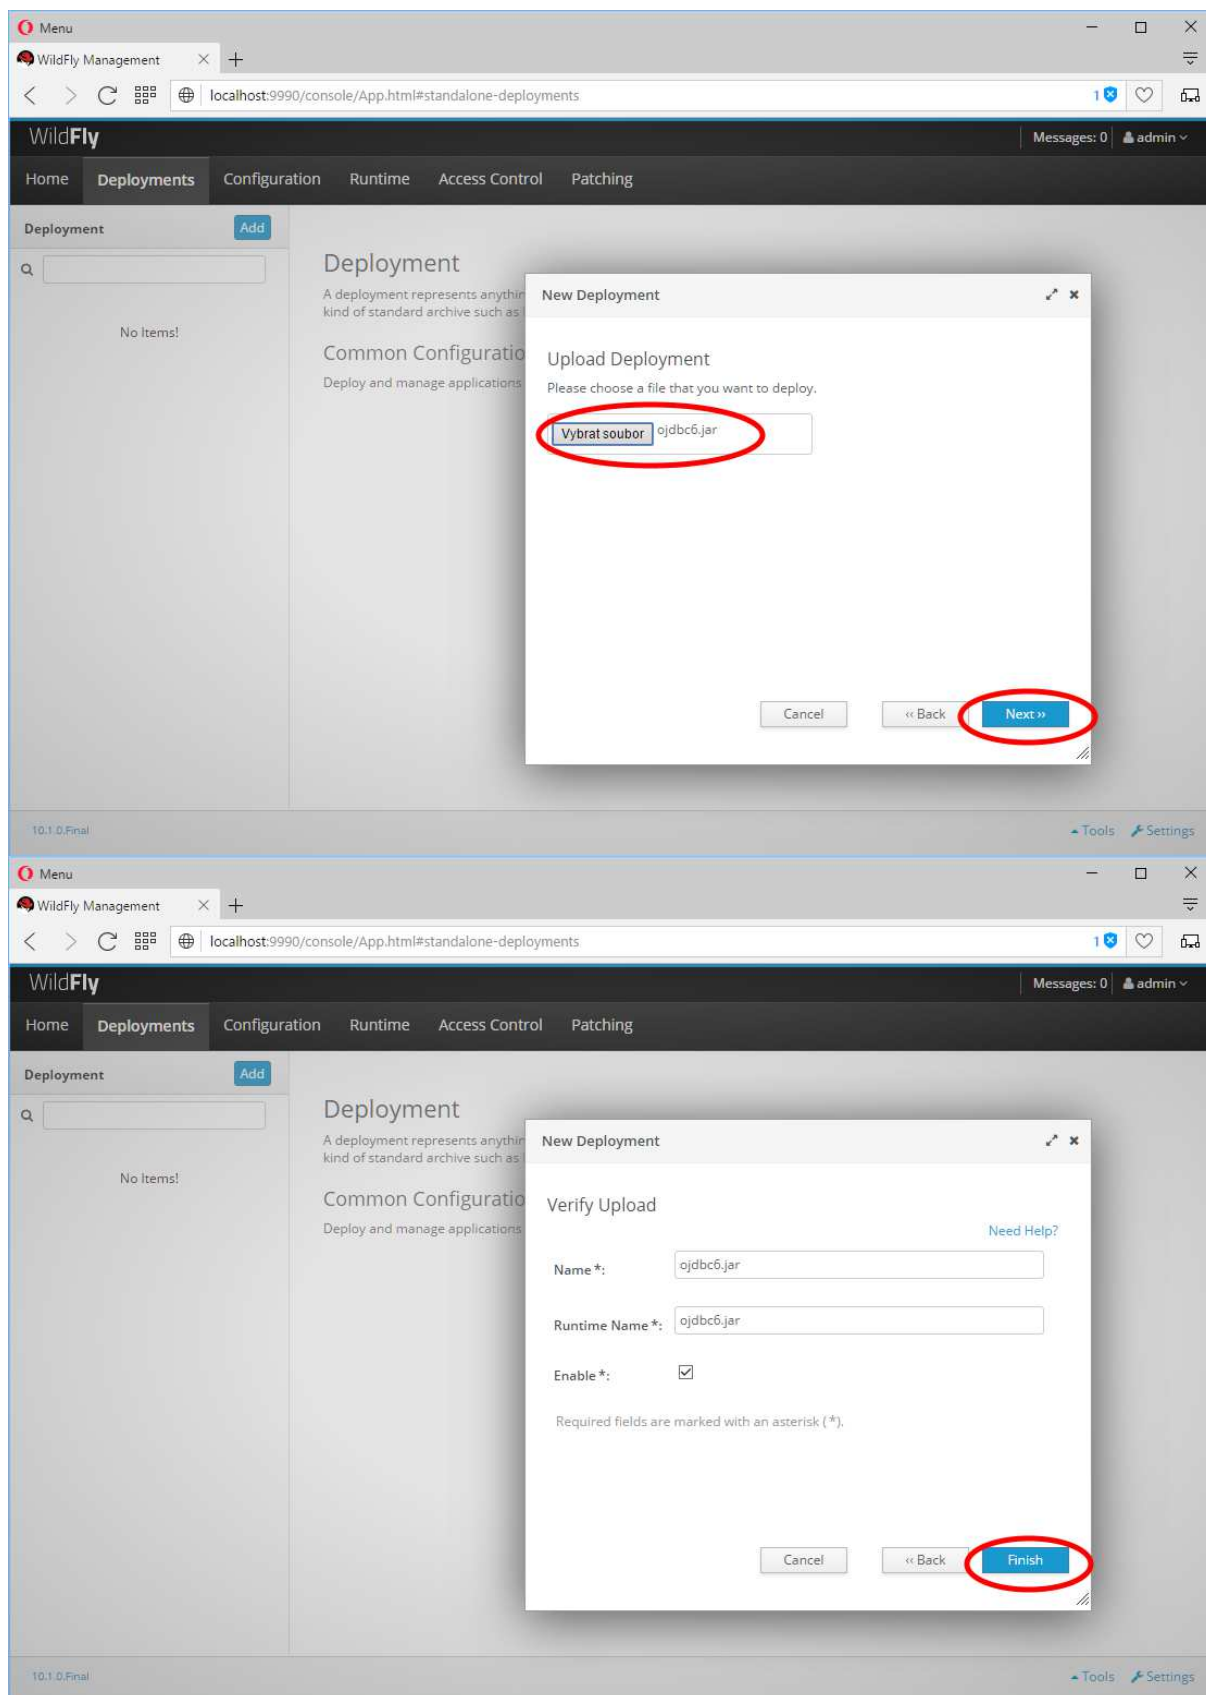 Menu
WildFly Management
localhost:9990/console/App.html#standalone-deployments
1
WildFly
Messages: 0 admin
Home Deployments Configuration Runtime Access Control Patching
Deployment Add
Deployment
A deployment represents anythin
kind of standard archive such as
No Items!
Common Configuratio
Deploy and manage applications
New Deployment
Upload Deployment
Please choose a file that you want to deploy.
Vybrat soubor ojdbc6.jar
Cancel ‹‹ Back Next ››
10.1.0.Final Tools Settings
Menu
WildFly Management
localhost:9990/console/App.html#standalone-deployments
1
WildFly
Messages: 0 admin
Home Deployments Configuration Runtime Access Control Patching
Deployment Add
Deployment
A deployment represents anythin
kind of standard archive such as
No Items!
Common Configuratio
Deploy and manage applications
New Deployment
Verify Upload
Need Help?
Name *: ojdbc6.jar
Runtime Name *: ojdbc6.jar
Enable *:
Required fields are marked with an asterisk (*).
Cancel ‹‹ Back Finish
10.1.0.Final Tools Settings